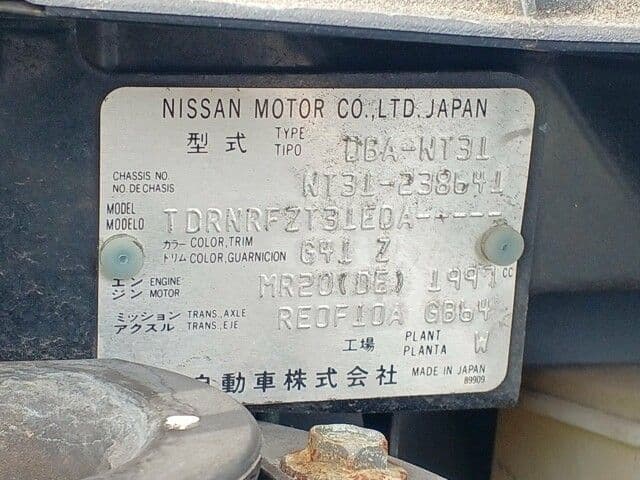 NISSAN MOTOR CO.,LTD. JAPAN
型式 TYPE TIPO DBA-NT31
CHASSIS NO. NO. DE CHASIS NT31-238641
MODEL MODELO TDRNRFZT31EDA-----
カラー COLOR, TRIM トリム COLOR, GUARNICION G41 Z
エンジン ENGINE MOTOR MR20(DE) 1997 CC
ミッション TRANS., AXLE アクスル TRANS., EJE RE0F10A GB64
工場 PLANT PLANTA W
自動車株式会社 MADE IN JAPAN
89909